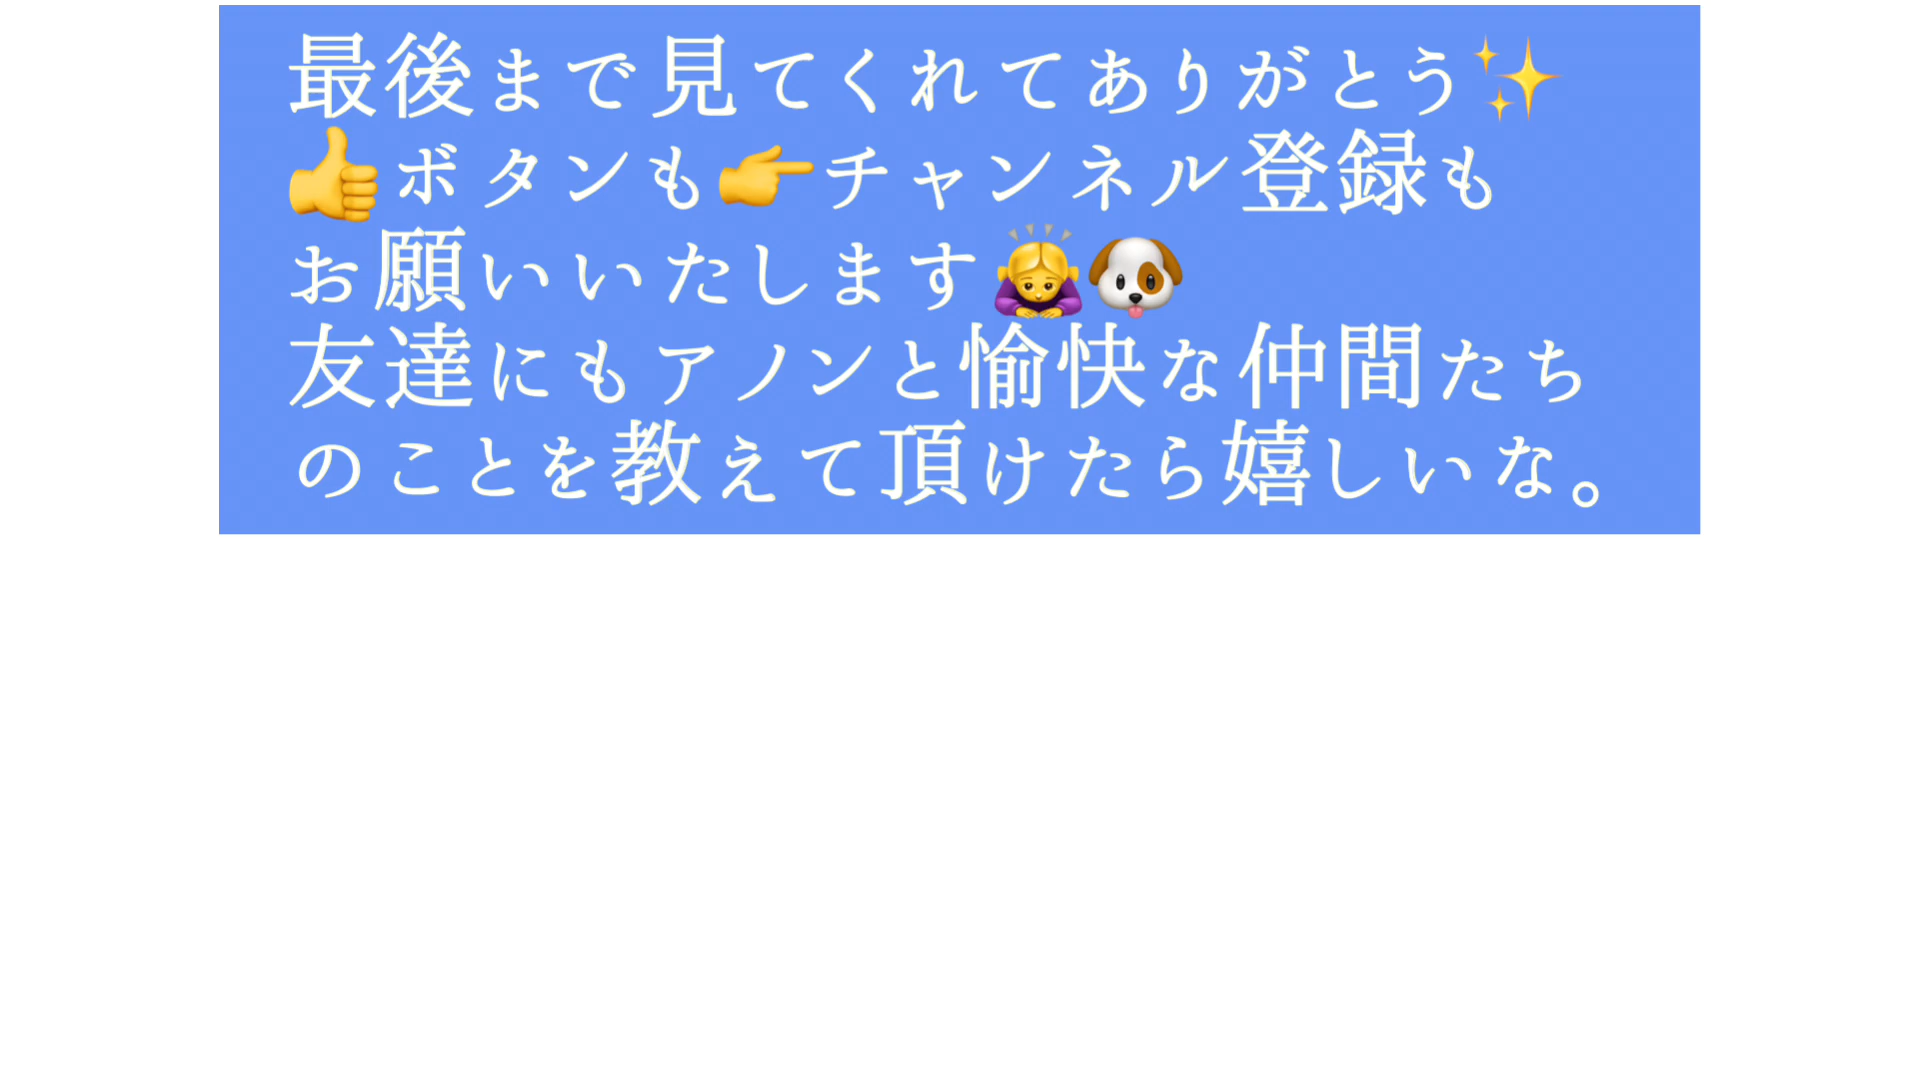 最後まで見てくれてありがとう✨
👍ボタンも👉チャンネル登録も
お願いいたします🙇‍♀️🐶
友達にもアノンと愉快な仲間たち
のことを教えて頂けたら嬉しいな。